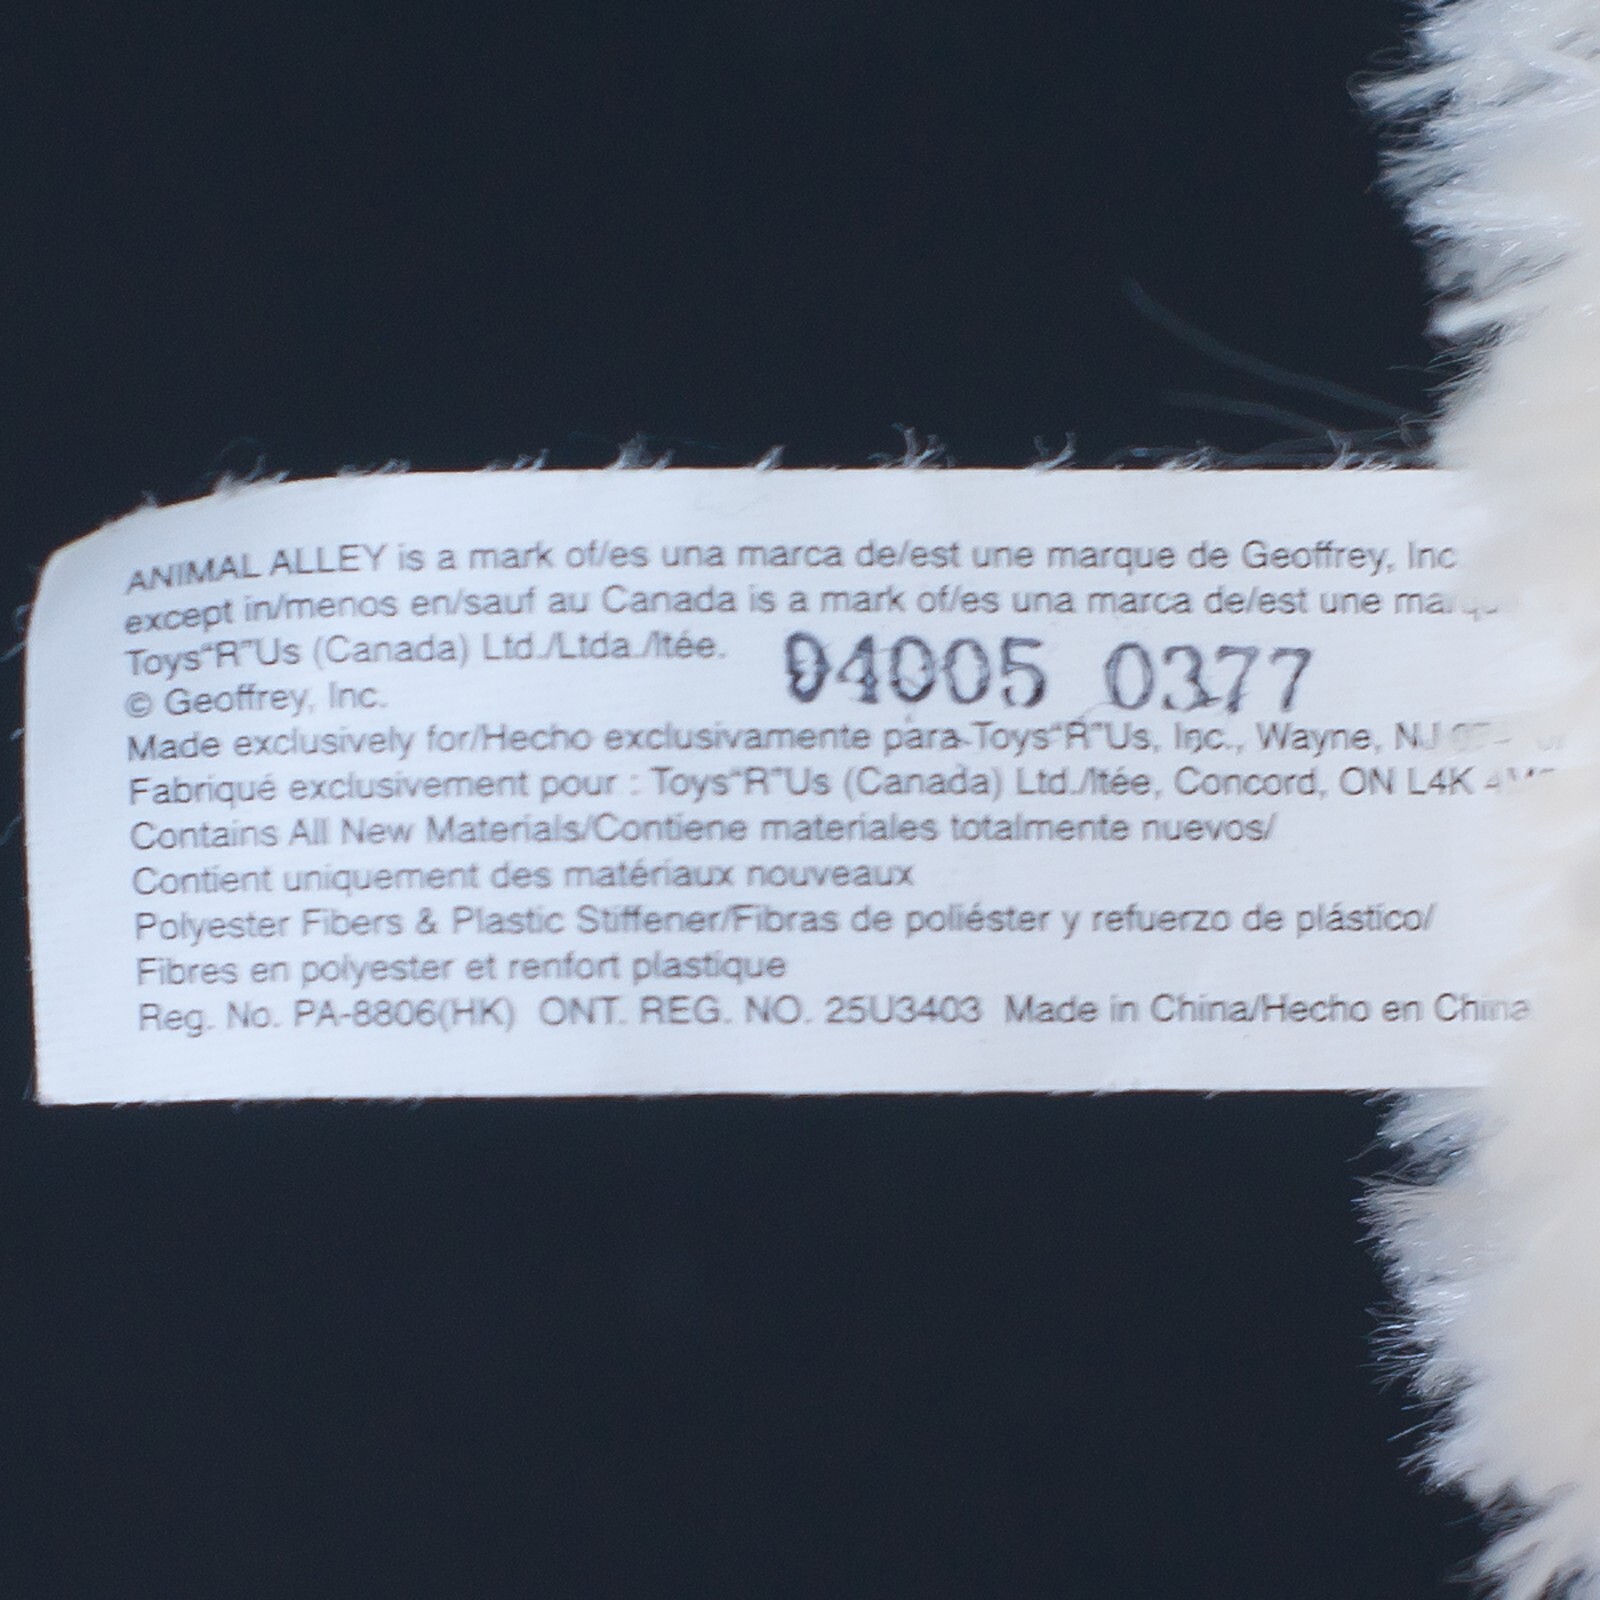 ANIMAL ALLEY is a mark of/es una marca de/est une marque de Geoffrey, Inc
except in/menos en/sauf au Canada is a mark of/es una marca de/est une
Toys"R"Us (Canada) Ltd./Ltda./ltée.
04005 0377
© Geoffrey, Inc.
Made exclusively for/Hecho exclusivamente para Toys"R"Us, Inc., Wayne, NJ
Fabriqué exclusivement pour : Toys"R"Us (Canada) Ltd./ltée, Concord, ON L4K
Contains All New Materials/Contiene materiales totalmente nuevos/
Contient uniquement des matériaux nouveaux
Polyester Fibers & Plastic Stiffener/Fibras de poliéster y refuerzo de plástico/
Fibres en polyester et renfort plastique
Reg. No. PA-8806(HK) ONT. REG. NO. 25U3403 Made in China/Hecho en China